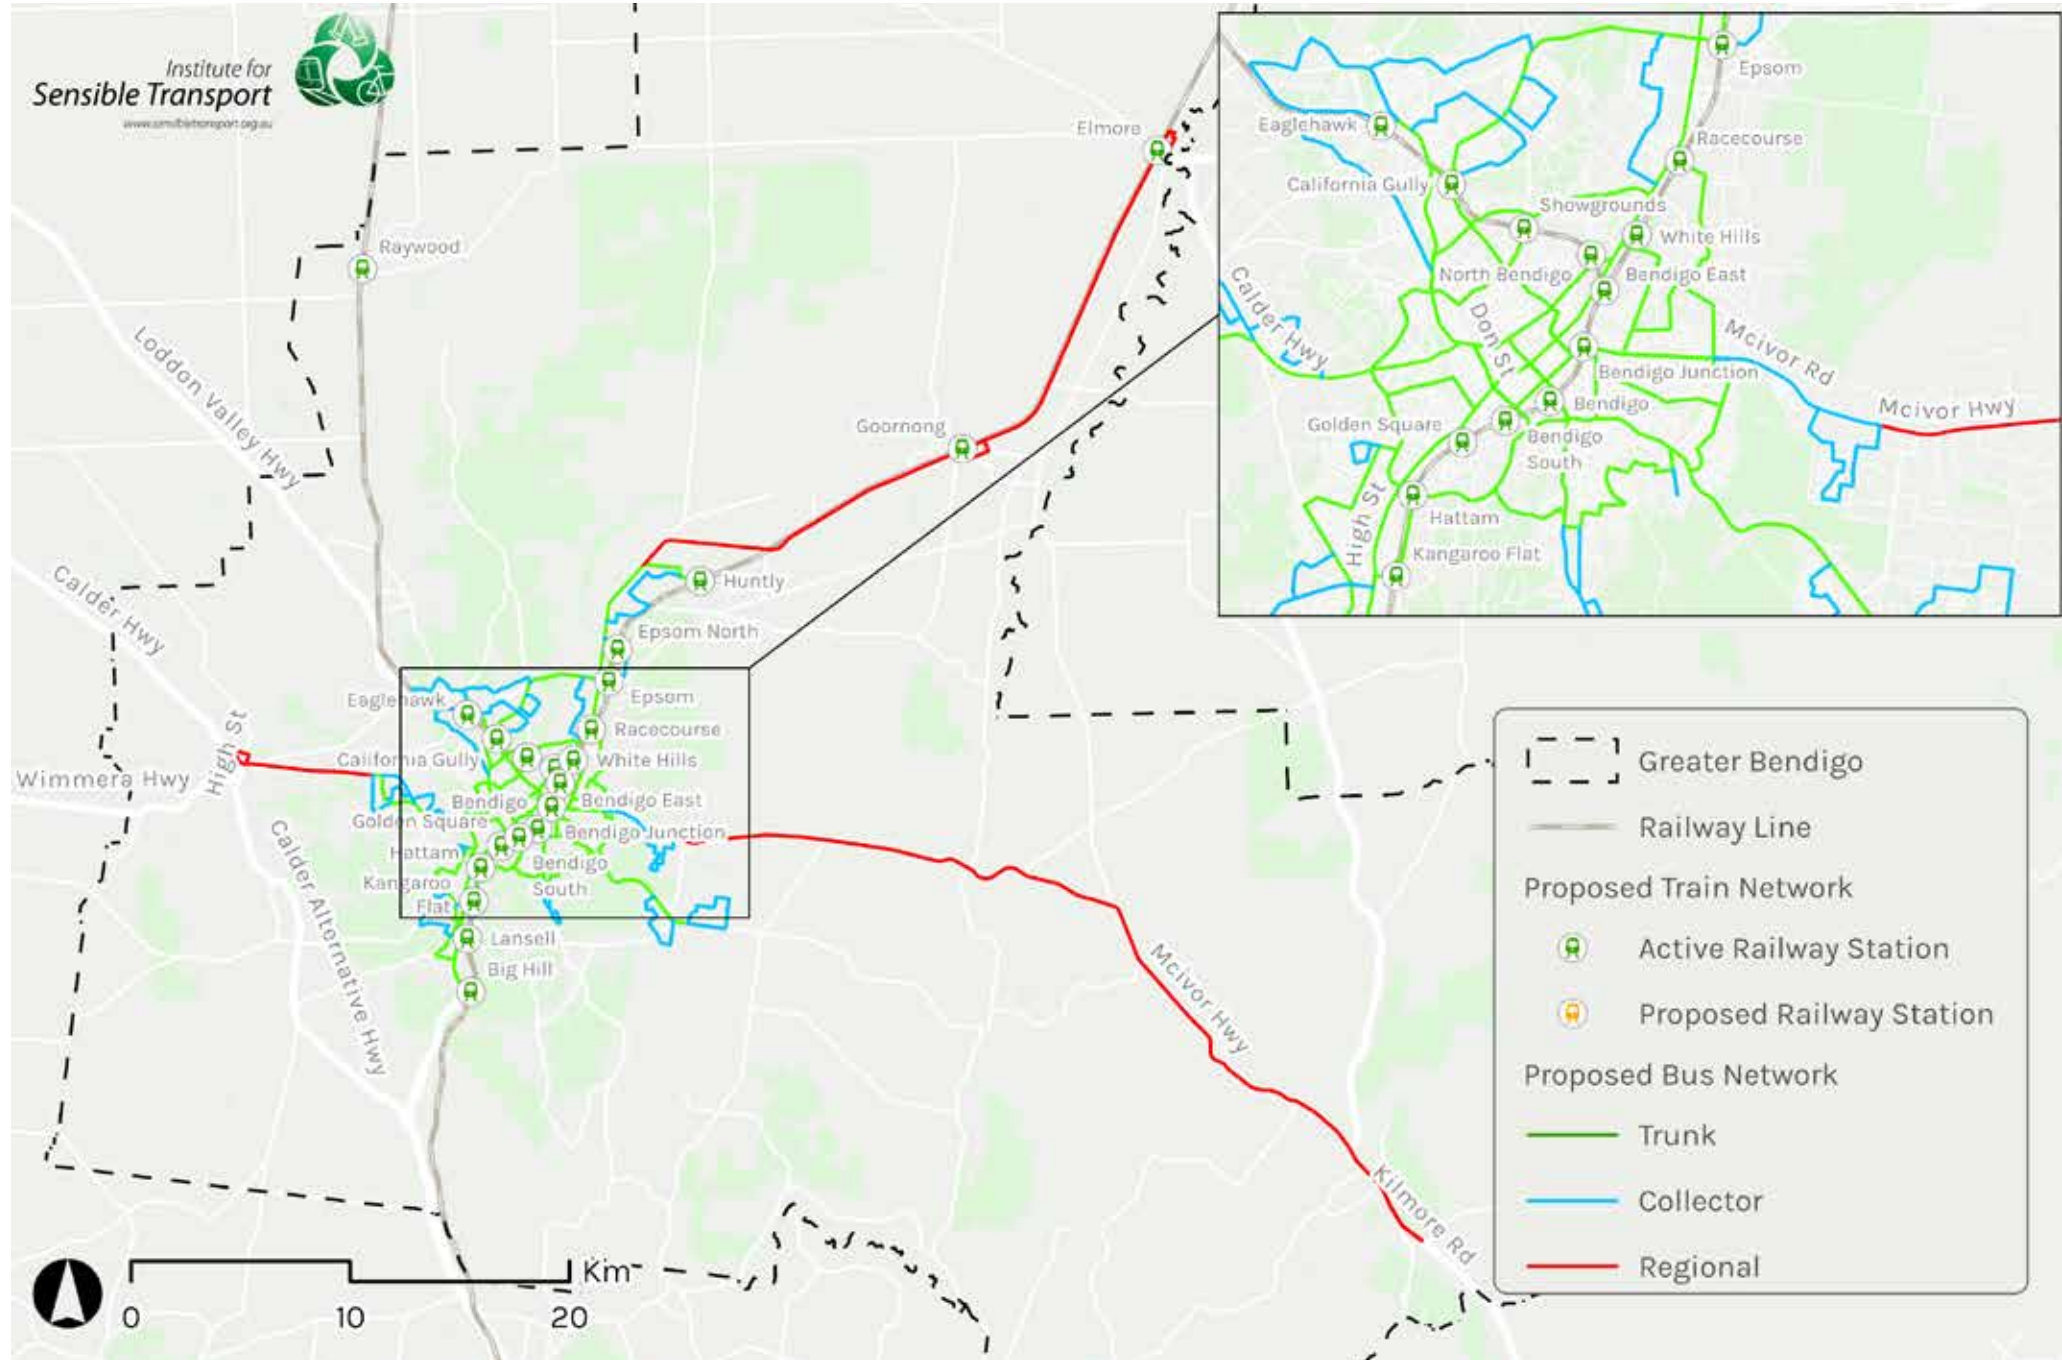 Institute for
Sensible Transport
www.sensibletransport.org.au
Elmore
Raywood
Loddon Valley Hwy
Goornong
Huntly
Calder Hwy
Epsom North
Eaglehawk
Epsom
Racecourse
High St
California Gully
White Hills
Wimmera Hwy
Bendigo
Bendigo East
Golden Square
Bendigo Junction
Hattam
Bendigo
South
Kangaroo
Flat
Calder Alternative Hwy
Lansell
Big Hill
Mcivor Hwy
Kilmore Rd
Km
0
10
20
Epsom
Eaglehawk
Racecourse
California Gully
Showgrounds
White Hills
North Bendigo
Bendigo East
Calder Hwy
Don St
Mcivor Rd
Bendigo Junction
Mcivor Hwy
Bendigo
Golden Square
Bendigo
South
High St
Hattam
Kangaroo Flat
Greater Bendigo
Railway Line
Proposed Train Network
Active Railway Station
Proposed Railway Station
Proposed Bus Network
Trunk
Collector
Regional